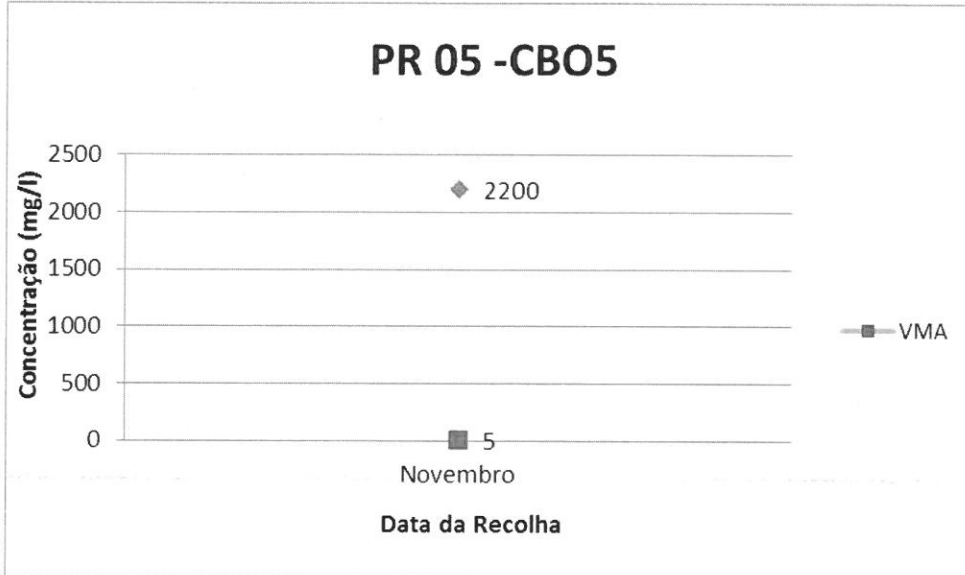 PR 05 -CBO5
Concentração (mg/l)
2500
2000
1500
1000
500
0
2200
5
Novembro
Data da Recolha
VMA